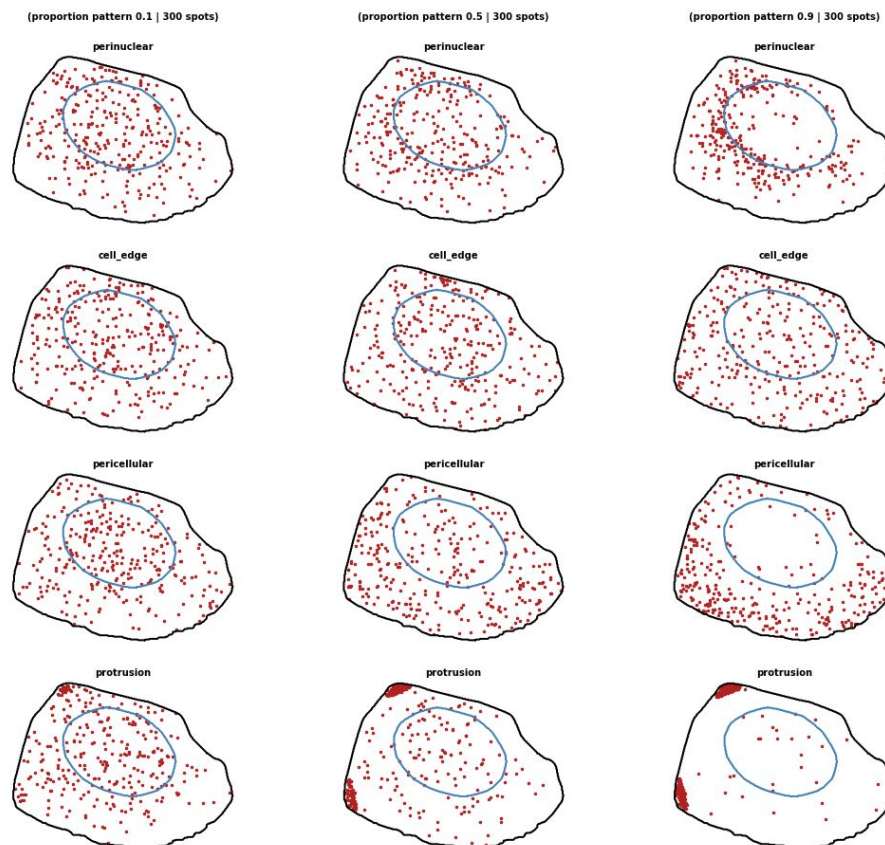 (proportion pattern 0.1 | 300 spots) (proportion pattern 0.5 | 300 spots) (proportion pattern 0.9 | 300 spots)
perinuclear perinuclear perinuclear
cell_edge cell_edge cell_edge
pericellular pericellular pericellular
protrusion protrusion protrusion